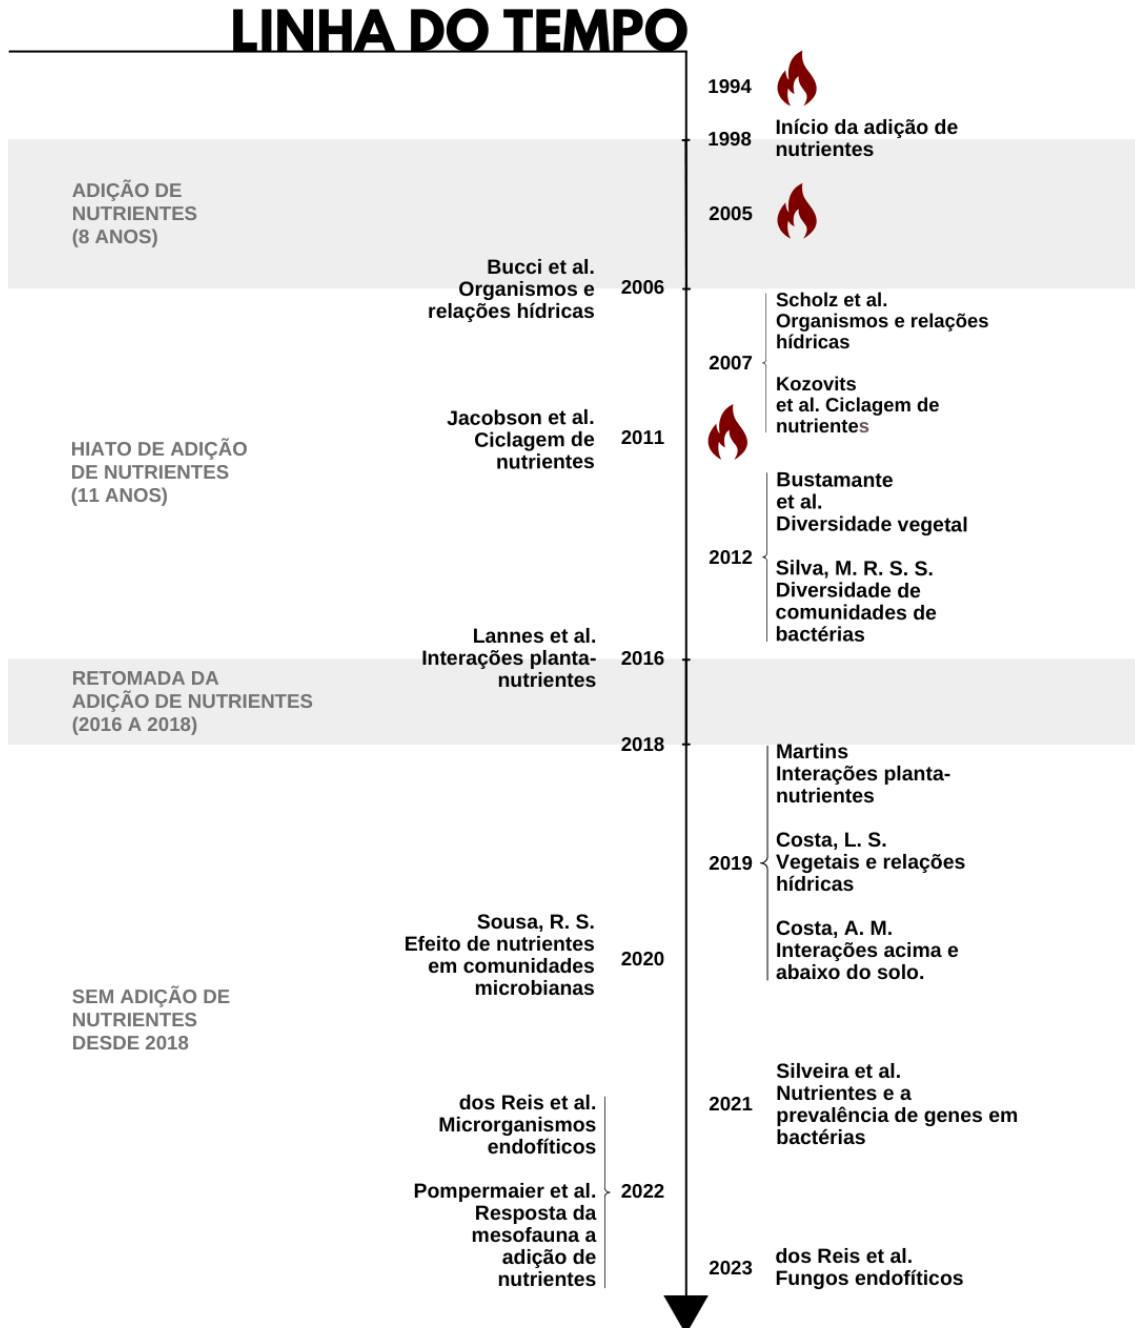 LINHA DO TEMPO
1994
1998
Início da adição de
nutrientes
ADIÇÃO DE
NUTRIENTES
(8 ANOS)
2005
Bucci et al.
Organismos e
relações hídricas
2006
Scholz et al.
Organismos e relações
hídricas
2007
Kozovits
et al. Ciclagem de
nutrientes
Jacobson et al.
Ciclagem de
nutrientes
2011
HIATO DE ADIÇÃO
DE NUTRIENTES
(11 ANOS)
Bustamante
et al.
Diversidade vegetal
2012
Silva, M. R. S. S.
Diversidade de
comunidades de
bactérias
Lannes et al.
Interações planta-
nutrientes
2016
RETOMADA DA
ADIÇÃO DE NUTRIENTES
(2016 A 2018)
2018
Martins
Interações planta-
nutrientes
2019
Costa, L. S.
Vegetais e relações
hídricas
Costa, A. M.
Interações acima e
abaixo do solo.
Sousa, R. S.
Efeito de nutrientes
em comunidades
microbianas
2020
SEM ADIÇÃO DE
NUTRIENTES
DESDE 2018
Silveira et al.
Nutrientes e a
prevalência de genes em
bactérias
2021
dos Reis et al.
Microrganismos
endofíticos
2022
Pompermaier et al.
Resposta da
mesofauna a
adição de
nutrientes
2023
dos Reis et al.
Fungos endofíticos